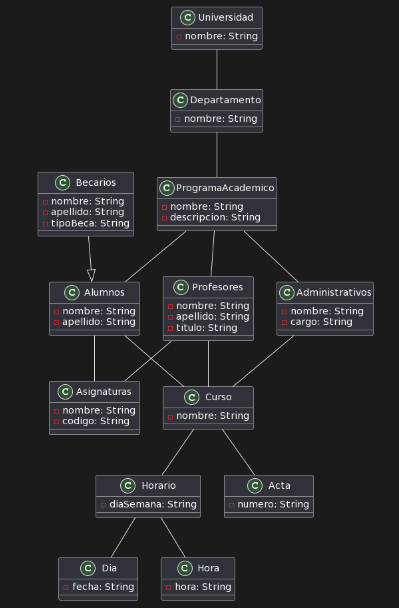 C Universidad
nombre: String
C Departamento
nombre: String
C Becarios
nombre: String
apellido: String
tipoBeca: String
C ProgramaAcademico
nombre: String
descripcion: String
C Alumnos
nombre: String
apellido: String
C Profesores
nombre: String
apellido: String
titulo: String
C Administrativos
nombre: String
cargo: String
C Asignaturas
nombre: String
codigo: String
C Curso
nombre: String
C Horario
diaSemana: String
C Acta
numero: String
C Dia
fecha: String
C Hora
hora: String